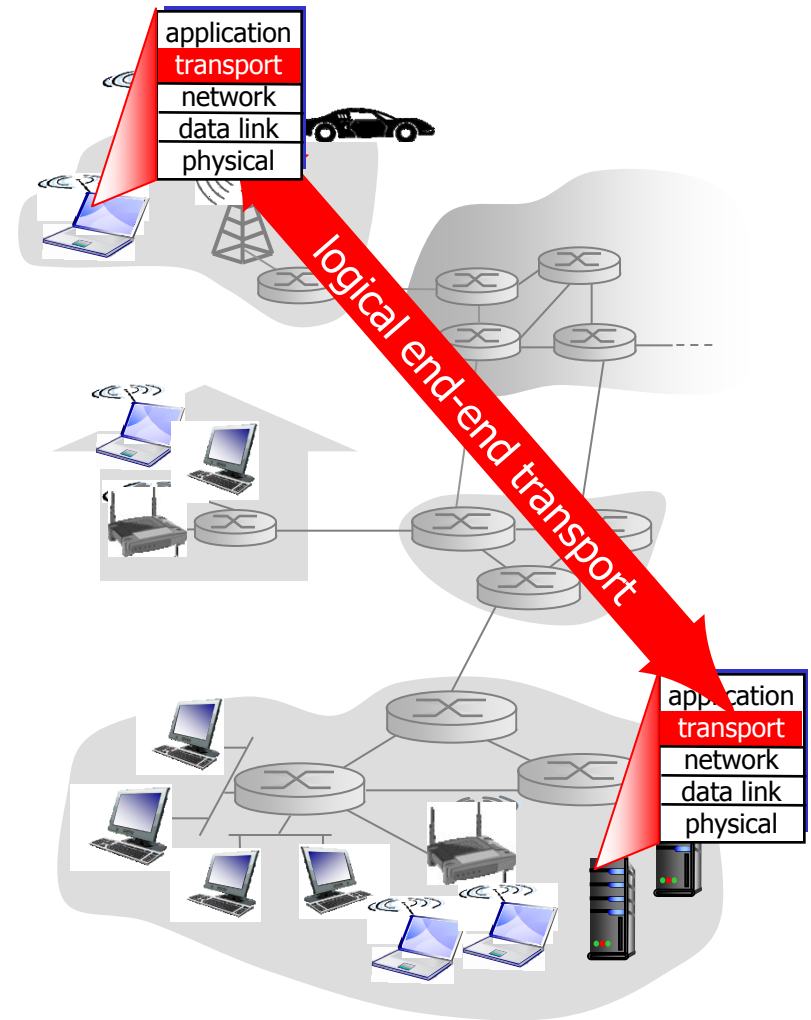 application
transport
network
data link
physical
logical end-end transport
application
transport
network
data link
physical